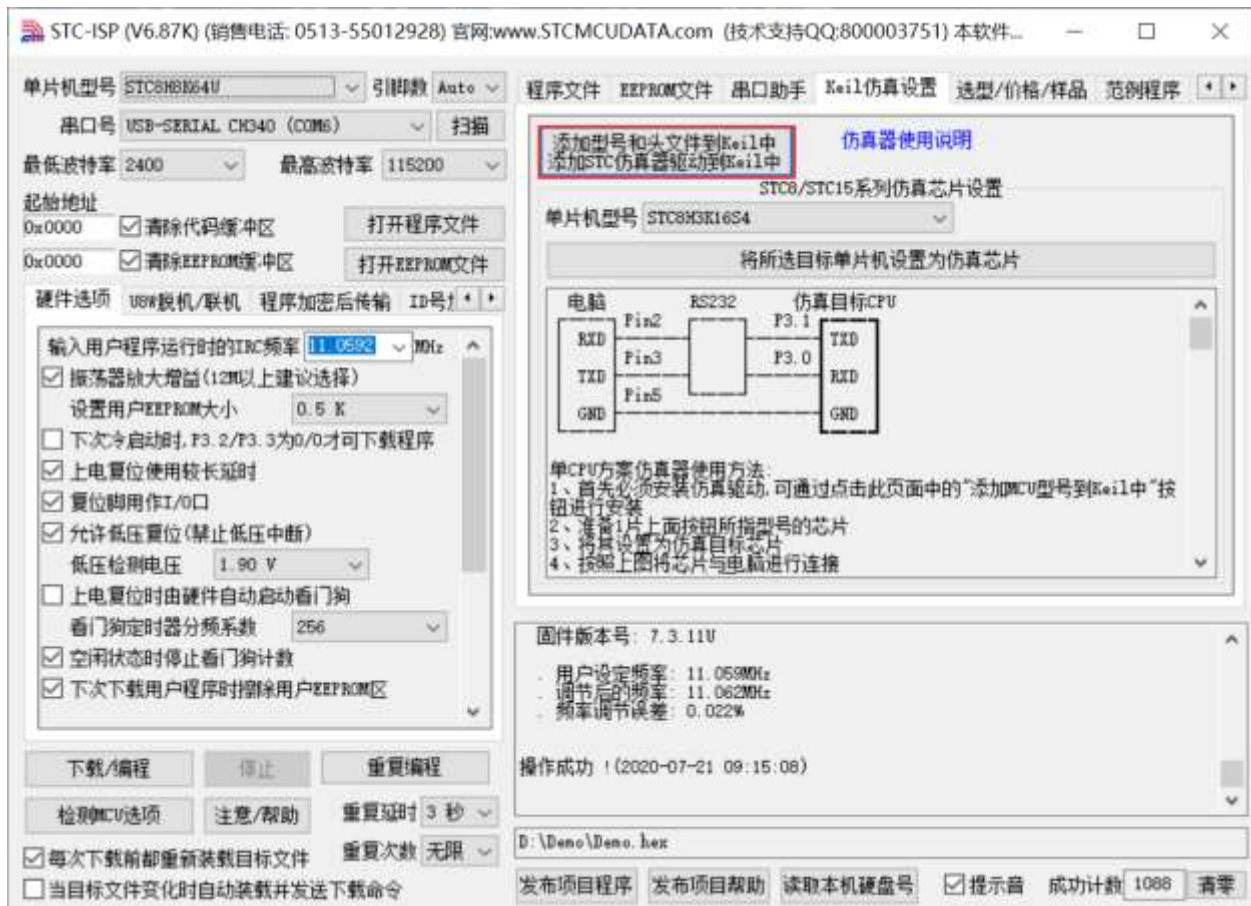 STC-ISP (V6.87K) (销售电话: 0513-55012928) 官网:www.STCMCUDATA.com (技术支持QQ:800003751) 本软件...
单片机型号 STC8H8K64U 引脚数 Auto
串口号 USB-SERIAL CH340 (COM6) 扫描
最低波特率 2400 最高波特率 115200
起始地址
0x0000 清除代码缓冲区 打开程序文件
0x0000 清除EEPROM缓冲区 打开EEPROM文件
硬件选项 U8W脱机/联机 程序加密后传输 ID号
输入用户程序运行时的IRC频率 11.0592 MHz
振荡器放大增益(12M以上建议选择)
设置用户EEPROM大小 0.5 K
下次冷启动时,P3.2/P3.3为0/0才可下载程序
上电复位使用较长延时
复位脚用作I/O口
允许低压复位(禁止低压中断)
低压检测电压 1.90 V
上电复位时由硬件自动启动看门狗
看门狗定时器分频系数 256
空闲状态时停止看门狗计数
下次下载用户程序时擦除用户EEPROM区
下载/编程 停止 重复编程
检测MCU选项 注意/帮助 重复延时 3 秒
每次下载前都重新装载目标文件 重复次数 无限
当目标文件变化时自动装载并发送下载命令
程序文件 EEPROM文件 串口助手 Keil仿真设置 选型/价格/样品 范例程序
添加型号和头文件到Keil中
添加STC仿真器驱动到Keil中
仿真器使用说明
STC8/STC15系列仿真芯片设置
单片机型号 STC8H3K16S4
将所选目标单片机设置为仿真芯片
电脑 RS232 仿真目标CPU
RXD Pin2 P3.1 TXD
TXD Pin3 P3.0 RXD
GND Pin5 GND
单CPU方案仿真器使用方法:
1、首先必须安装仿真驱动,可通过点击此页面中的"添加MCU型号到Keil中"按
钮进行安装
2、准备1片上面按钮所指型号的芯片
3、将其设置为仿真目标芯片
4、按照上图将芯片与电脑进行连接
固件版本号: 7.3.11U
. 用户设定频率: 11.059MHz
. 调节后的频率: 11.062MHz
. 频率调节误差: 0.022%
操作成功 !(2020-07-21 09:15:08)
D:\Demo\Demo.hex
发布项目程序 发布项目帮助 读取本机硬盘号 提示音 成功计数 1088 清零